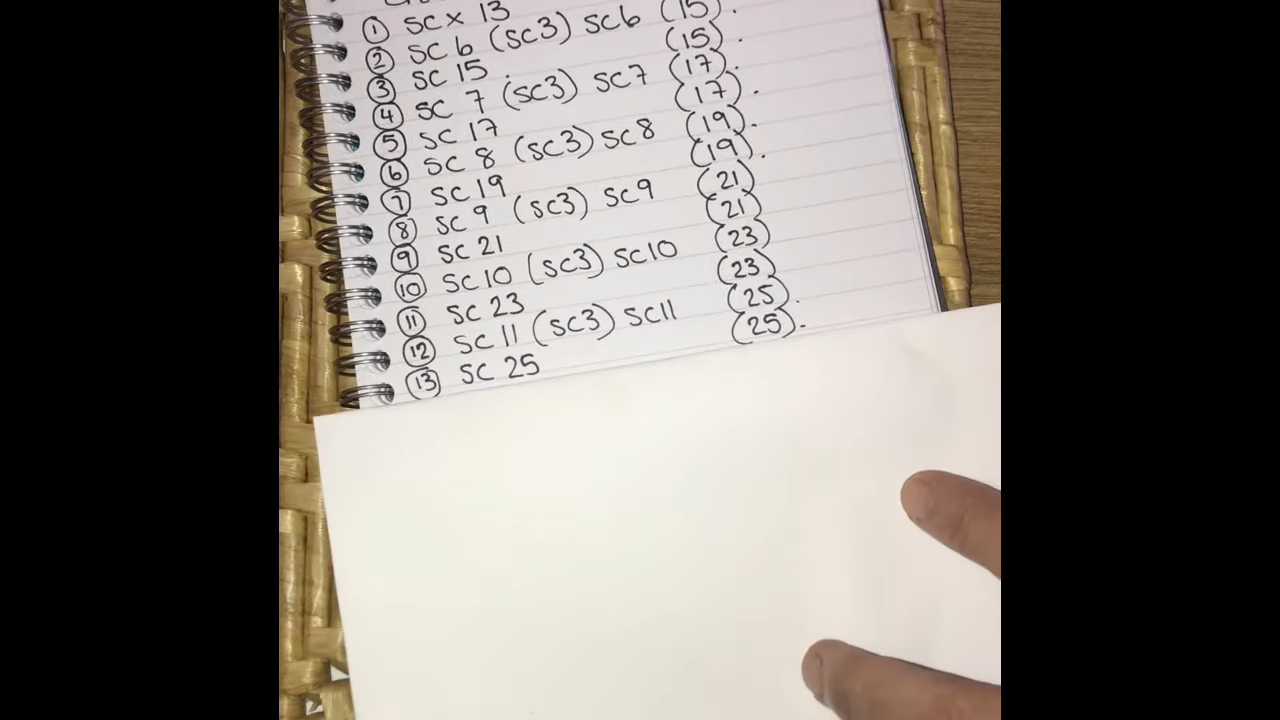 ① SC x 13
② SC 6 (SC3) SC6 (15).
③ SC 15 (15).
④ SC 7 (SC3) SC7 (17).
⑤ SC 17 (17).
⑥ SC 8 (SC3) SC8 (19).
⑦ SC 19 (19).
⑧ SC 9 (SC3) SC9 (21)
⑨ SC 21 (21)
⑩ SC10 (SC3) SC10 (23)
⑪ SC 23 (23)
⑫ SC 11 (SC3) SC11 (25).
⑬ SC 25 (25).